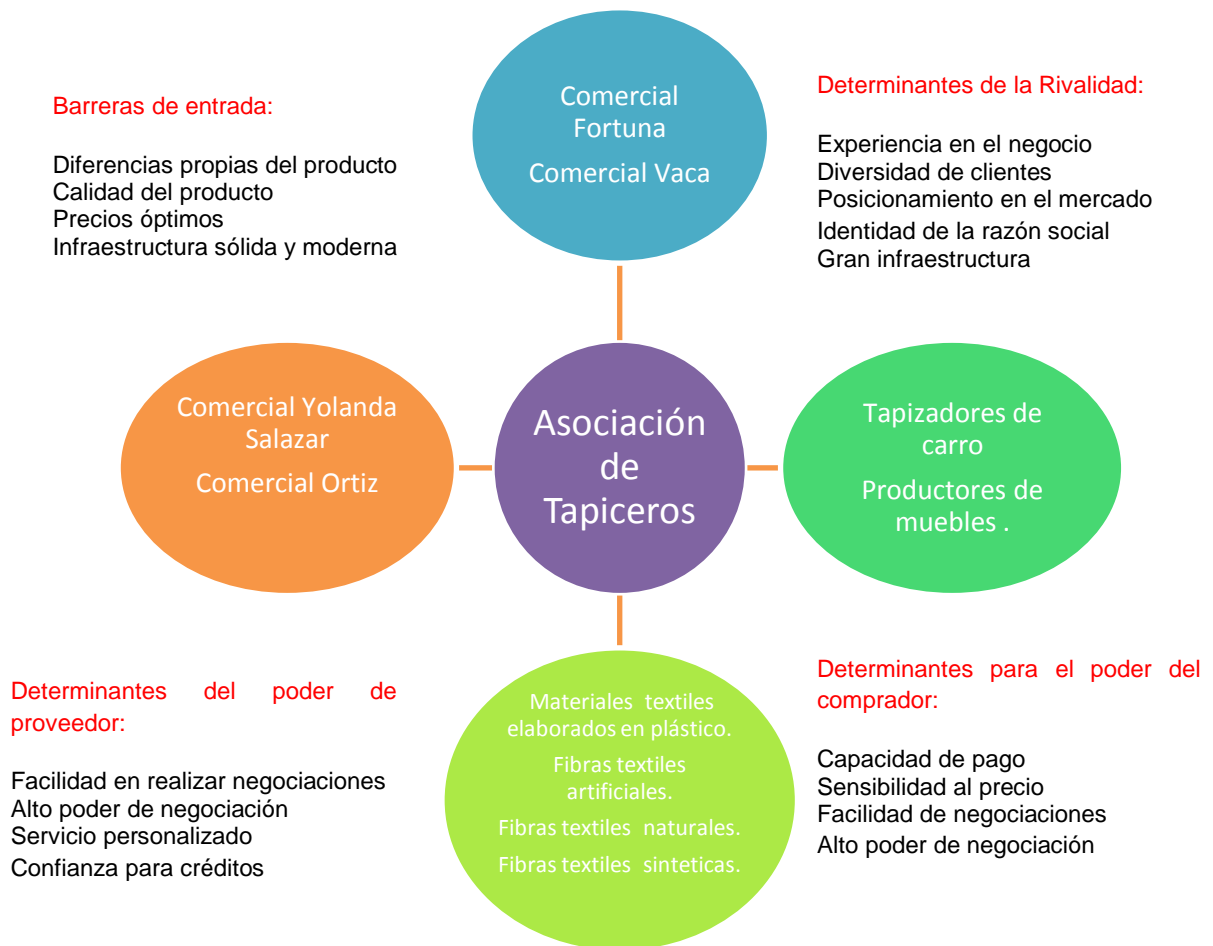 Barreras de entrada:
Diferencias propias del producto
Calidad del producto
Precios óptimos
Infraestructura sólida y moderna
Comercial
Fortuna
Comercial Vaca
Determinantes de la Rivalidad:
Experiencia en el negocio
Diversidad de clientes
Posicionamiento en el mercado
Identidad de la razón social
Gran infraestructura
Comercial Yolanda
Salazar
Comercial Ortiz
Asociación
de
Tapiceros
Tapizadores de
carro
Productores de
muebles .
Determinantes del poder de
proveedor:
Facilidad en realizar negociaciones
Alto poder de negociación
Servicio personalizado
Confianza para créditos
Materiales textiles
elaborados en plástico.
Fibras textiles
artificiales.
Fibras textiles naturales.
Fibras textiles sinteticas.
Determinantes para el poder del
comprador:
Capacidad de pago
Sensibilidad al precio
Facilidad de negociaciones
Alto poder de negociación